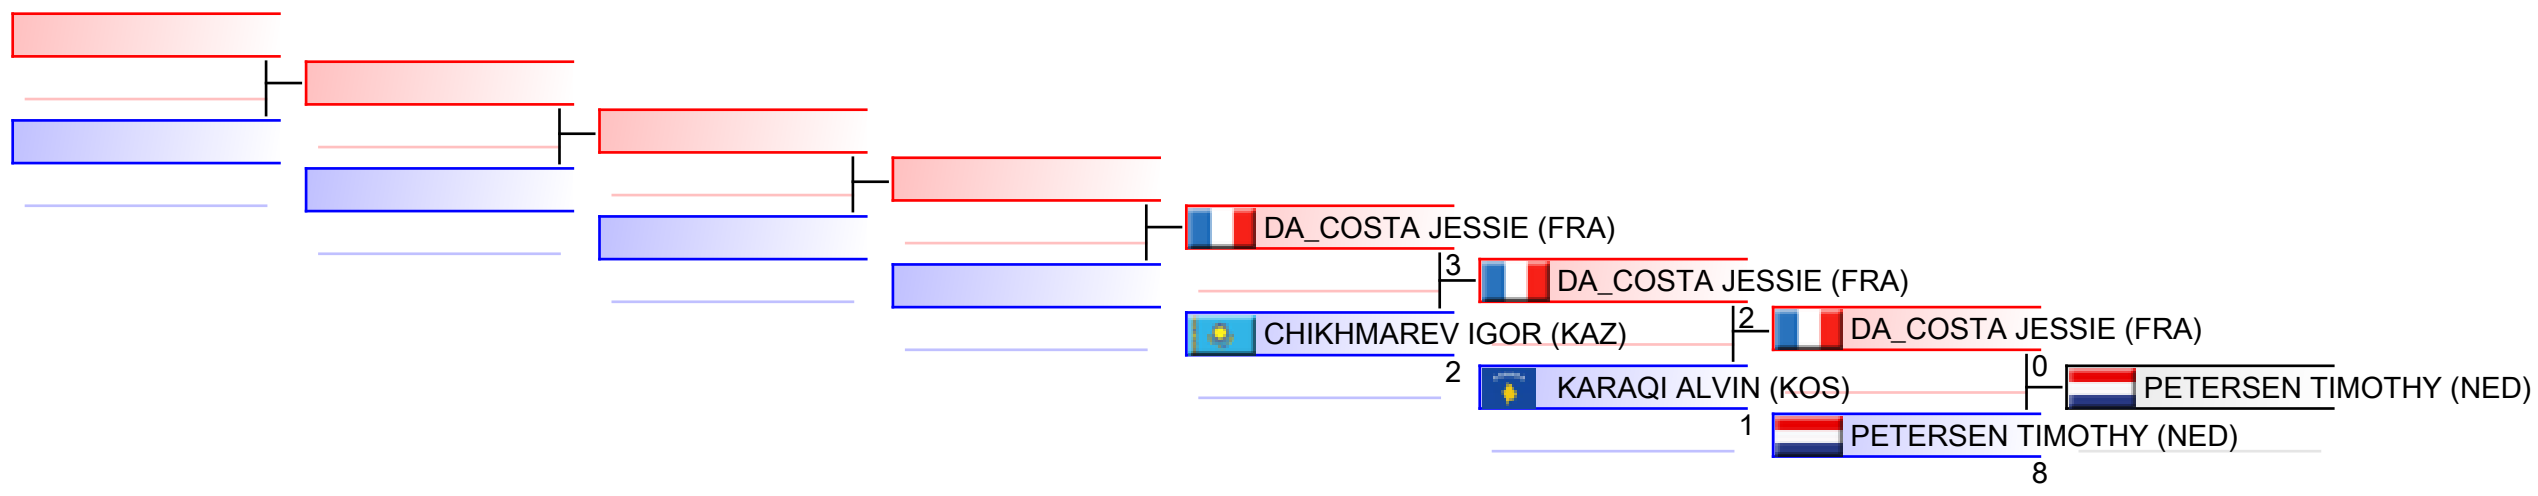 DA_COSTA JESSIE (FRA)
3
DA_COSTA JESSIE (FRA)
CHIKHMAREV IGOR (KAZ)
2
2
DA_COSTA JESSIE (FRA)
KARAQI ALVIN (KOS)
1
0
PETERSEN TIMOTHY (NED)
PETERSEN TIMOTHY (NED)
8